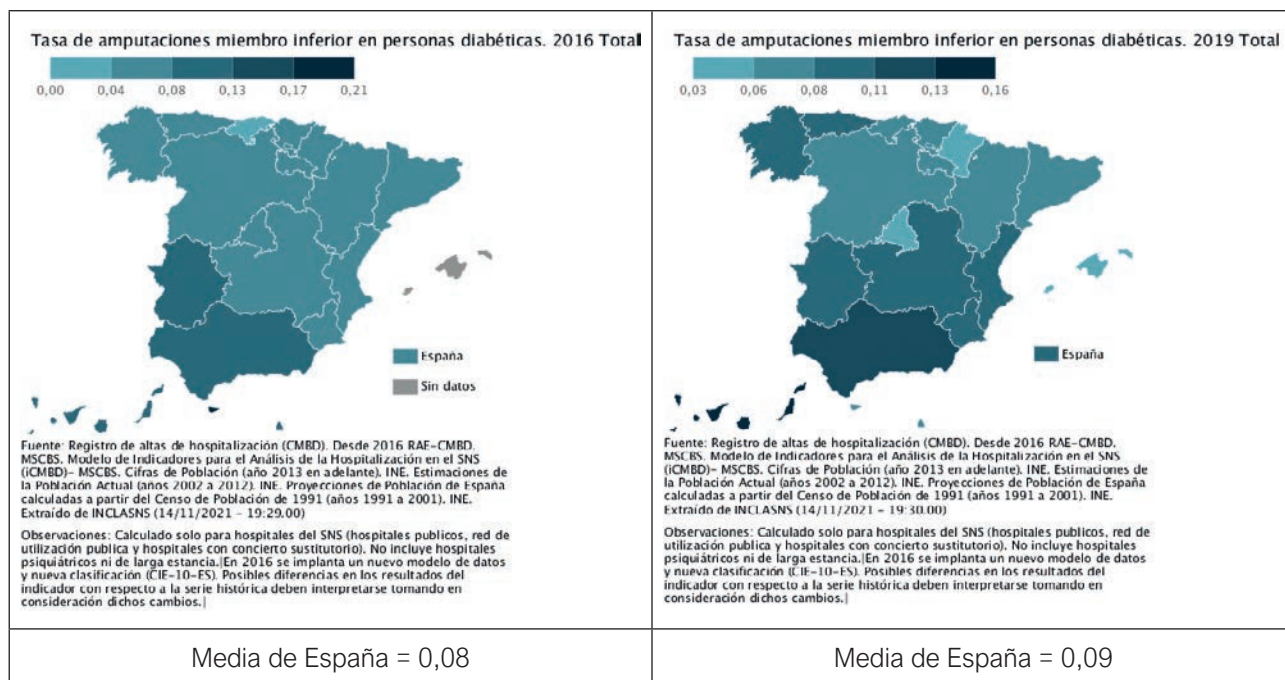 Tasa de amputaciones miembro inferior en personas diabéticas. 2016 Total
0,00 0,04 0,08 0,13 0,17 0,21
España
Sin datos
Fuente: Registro de altas de hospitalización (CMBD). Desde 2016 RAE-CMBD.
MSCBS. Modelo de Indicadores para el Análisis de la Hospitalización en el SNS
(iCMBD)- MSCBS. Cifras de Población (año 2013 en adelante). INE. Estimaciones de
la Población Actual (años 2002 a 2012). INE. Proyecciones de Población de España
calculadas a partir del Censo de Población de 1991 (años 1991 a 2001). INE.
Extraído de INCLASNS (14/11/2021 - 19:29.00)
Observaciones: Calculado solo para hospitales del SNS (hospitales publicos, red de
utilización publica y hospitales con concierto sustitutorio). No incluye hospitales
psiquiátricos ni de larga estancia.|En 2016 se implanta un nuevo modelo de datos
y nueva clasificación (CIE-10-ES). Posibles diferencias en los resultados del
indicador con respecto a la serie histórica deben interpretarse tomando en
consideración dichos cambios.|
Media de España = 0,08
Tasa de amputaciones miembro inferior en personas diabéticas. 2019 Total
0,03 0,06 0,08 0,11 0,13 0,16
España
Fuente: Registro de altas de hospitalización (CMBD). Desde 2016 RAE-CMBD.
MSCBS. Modelo de Indicadores para el Análisis de la Hospitalización en el SNS
(iCMBD)- MSCBS. Cifras de Población (año 2013 en adelante). INE. Estimaciones de
la Población Actual (años 2002 a 2012). INE. Proyecciones de Población de España
calculadas a partir del Censo de Población de 1991 (años 1991 a 2001). INE.
Extraído de INCLASNS (14/11/2021 - 19:30.00)
Observaciones: Calculado solo para hospitales del SNS (hospitales publicos, red de
utilización publica y hospitales con concierto sustitutorio). No incluye hospitales
psiquiátricos ni de larga estancia.|En 2016 se implanta un nuevo modelo de datos
y nueva clasificación (CIE-10-ES). Posibles diferencias en los resultados del
indicador con respecto a la serie histórica deben interpretarse tomando en
consideración dichos cambios.|
Media de España = 0,09